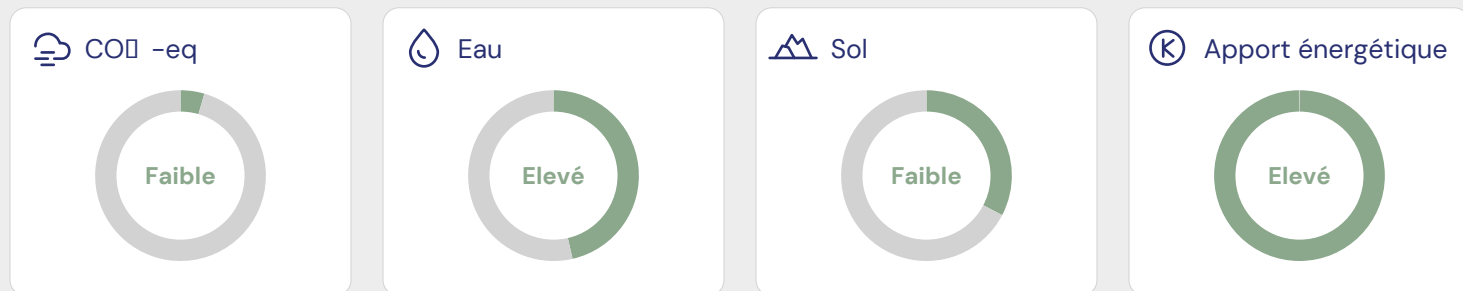 CO▯ -eq
Faible
Eau
Elevé
Sol
Faible
Apport énergétique
Elevé